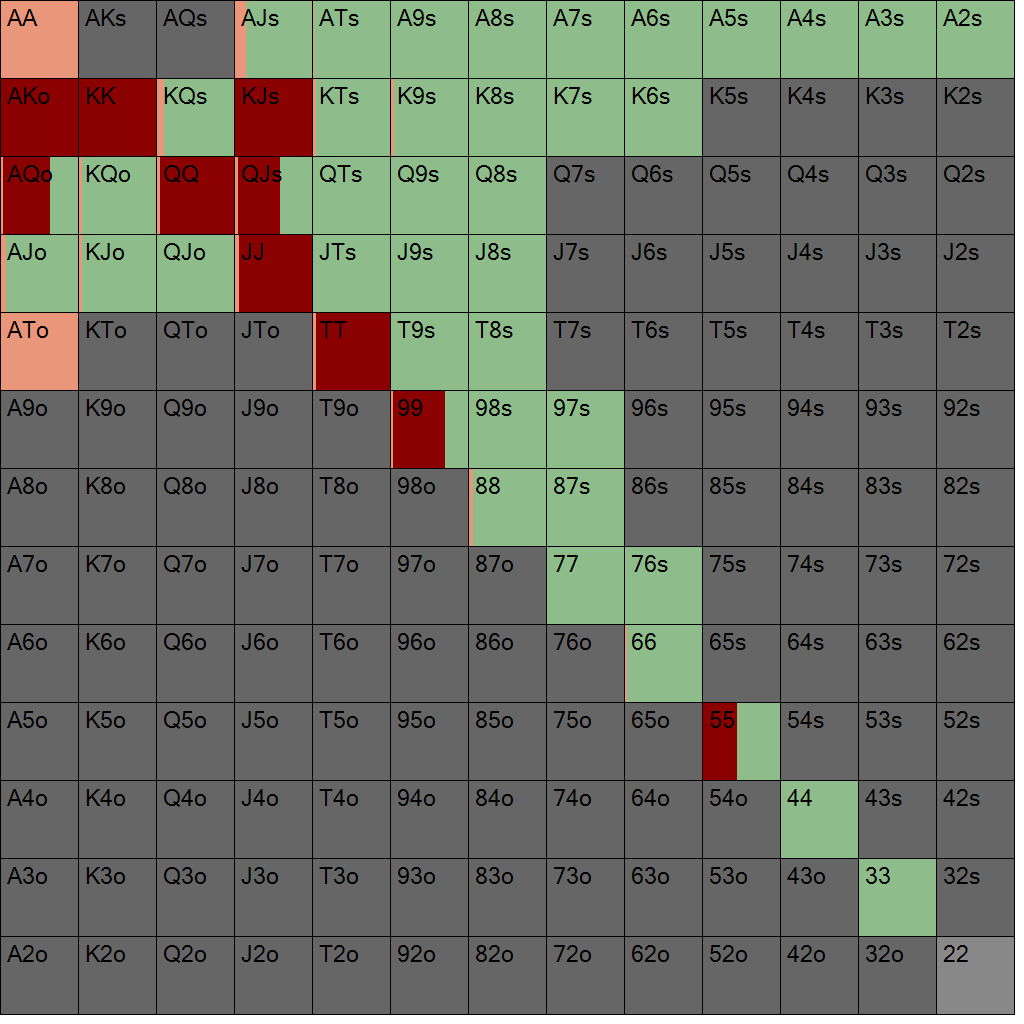 AA AKs AQs AJs ATs A9s A8s A7s A6s A5s A4s A3s A2s
AKo KK KQs KJs KTs K9s K8s K7s K6s K5s K4s K3s K2s
AQo KQo QQ QJs QTs Q9s Q8s Q7s Q6s Q5s Q4s Q3s Q2s
AJo KJo QJo JJ JTs J9s J8s J7s J6s J5s J4s J3s J2s
ATo KTo QTo JTo TT T9s T8s T7s T6s T5s T4s T3s T2s
A9o K9o Q9o J9o T9o 99 98s 97s 96s 95s 94s 93s 92s
A8o K8o Q8o J8o T8o 98o 88 87s 86s 85s 84s 83s 82s
A7o K7o Q7o J7o T7o 97o 87o 77 76s 75s 74s 73s 72s
A6o K6o Q6o J6o T6o 96o 86o 76o 66 65s 64s 63s 62s
A5o K5o Q5o J5o T5o 95o 85o 75o 65o 55 54s 53s 52s
A4o K4o Q4o J4o T4o 94o 84o 74o 64o 54o 44 43s 42s
A3o K3o Q3o J3o T3o 93o 83o 73o 63o 53o 43o 33 32s
A2o K2o Q2o J2o T2o 92o 82o 72o 62o 52o 42o 32o 22